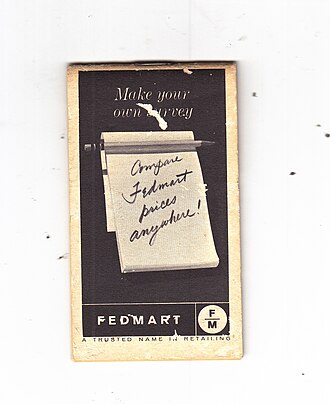 Make your
own survey
Compare
Fedmart
prices
anywhere!
FEDMART
F
M
A TRUSTED NAME IN RETAILING